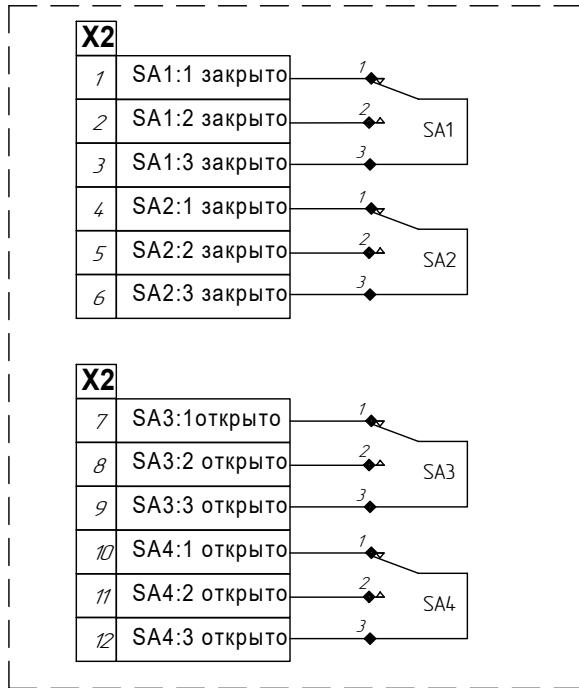 X2
1 SA1:1 закрыто 1
2 SA1:2 закрыто 2 SA1
3 SA1:3 закрыто 3
4 SA2:1 закрыто 1
5 SA2:2 закрыто 2 SA2
6 SA2:3 закрыто 3
X2
7 SA3:1открыто 1
8 SA3:2 открыто 2 SA3
9 SA3:3 открыто 3
10 SA4:1 открыто 1
11 SA4:2 открыто 2 SA4
12 SA4:3 открыто 3